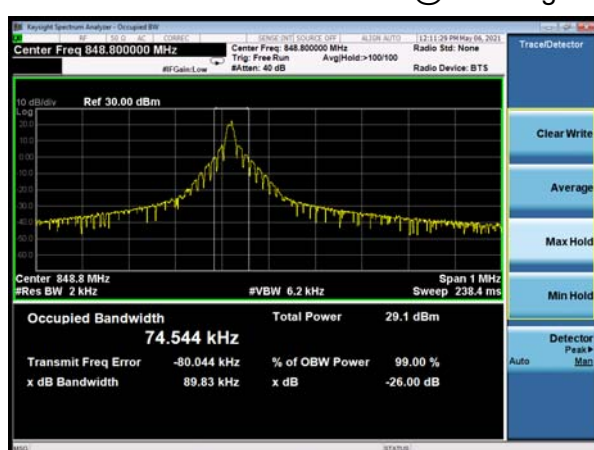 Keysight Spectrum Analyzer - Occupied BW
RF 50 Ω AC CORREC SENSE:INT SOURCE OFF ALIGN AUTO 12:11:29 PM May 06, 2021
Center Freq 848.800000 MHz
Center Freq: 848.800000 MHz
Radio Std: None
Trig: Free Run Avg|Hold:>100/100
#IFGain:Low #Atten: 40 dB Radio Device: BTS
Trace/Detector
10 dB/div Ref 30.00 dBm
Log
20.0
10.0
0.00
Clear Write
Average
Max Hold
Min Hold
Center 848.8 MHz Span 1 MHz
#Res BW 2 kHz #VBW 6.2 kHz Sweep 238.4 ms
Occupied Bandwidth Total Power 29.1 dBm
74.544 kHz
Transmit Freq Error -80.044 kHz % of OBW Power 99.00 %
x dB Bandwidth 89.83 kHz x dB -26.00 dB
Detector
Peak▶
Auto Man
MSG STATUS